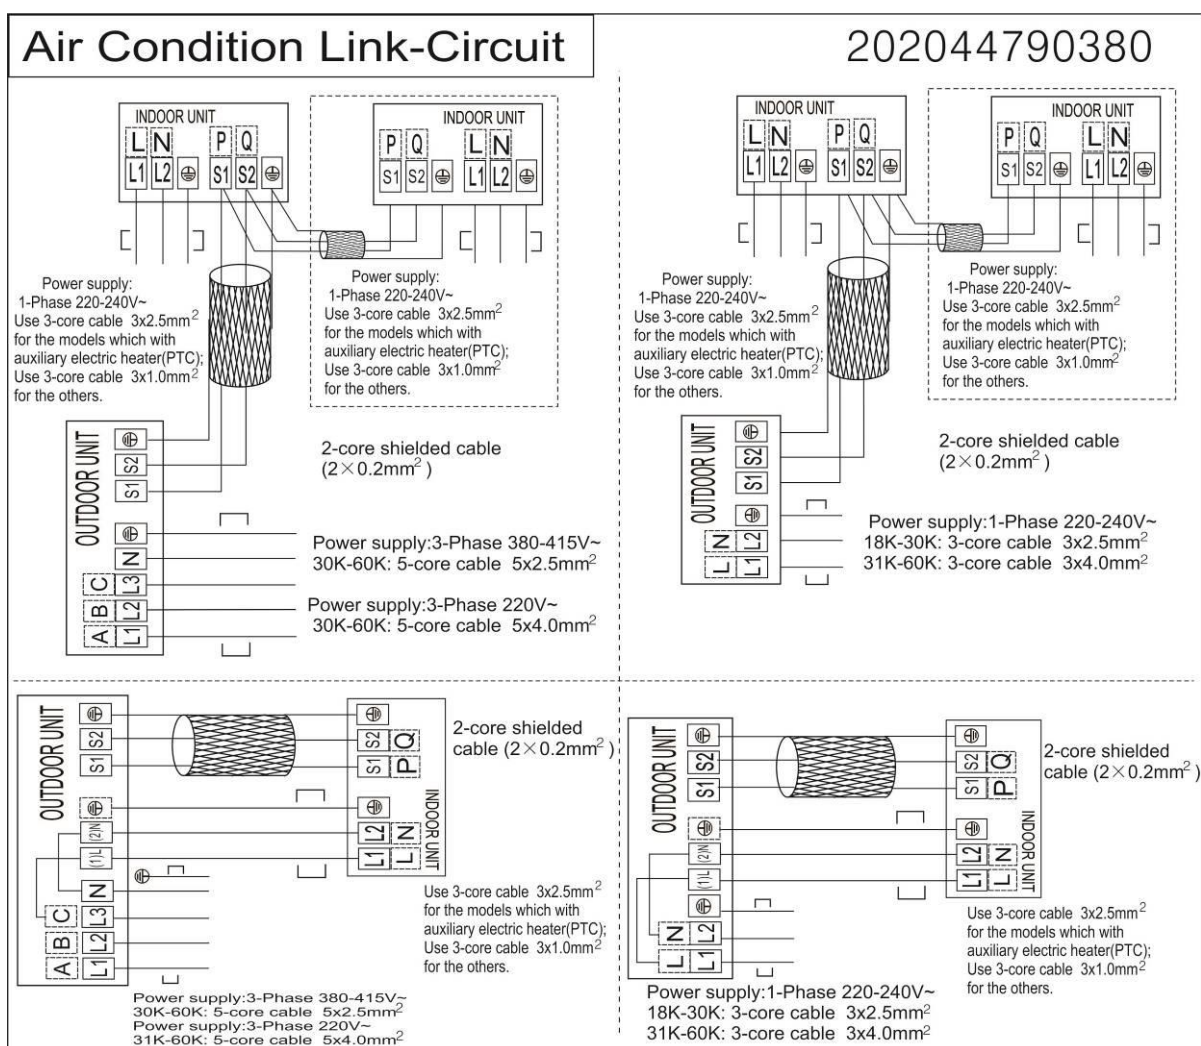 Air Condition Link-Circuit
202044790380
INDOOR UNIT
L N P Q
L1 L2 S1 S2
INDOOR UNIT
P Q L N
S1 S2 L1 L2
Power supply:
1-Phase 220-240V~
Use 3-core cable 3x2.5mm²
for the models which with
auxiliary electric heater(PTC);
Use 3-core cable 3x1.0mm²
for the others.
Power supply:
1-Phase 220-240V~
Use 3-core cable 3x2.5mm²
for the models which with
auxiliary electric heater(PTC);
Use 3-core cable 3x1.0mm²
for the others.
OUTDOOR UNIT
S2
S1
N
C L3
B L2
A L1
2-core shielded cable
(2×0.2mm²)
Power supply:3-Phase 380-415V~
30K-60K: 5-core cable 5x2.5mm²
Power supply:3-Phase 220V~
30K-60K: 5-core cable 5x4.0mm²
INDOOR UNIT
L N P Q
L1 L2 S1 S2
INDOOR UNIT
P Q L N
S1 S2 L1 L2
Power supply:
1-Phase 220-240V~
Use 3-core cable 3x2.5mm²
for the models which with
auxiliary electric heater(PTC);
Use 3-core cable 3x1.0mm²
for the others.
Power supply:
1-Phase 220-240V~
Use 3-core cable 3x2.5mm²
for the models which with
auxiliary electric heater(PTC);
Use 3-core cable 3x1.0mm²
for the others.
OUTDOOR UNIT
S2
S1
N L2
L L1
2-core shielded cable
(2×0.2mm²)
Power supply:1-Phase 220-240V~
18K-30K: 3-core cable 3x2.5mm²
31K-60K: 3-core cable 3x4.0mm²
OUTDOOR UNIT
S2
S1
(2)N
(1)L
N
C L3
B L2
A L1
S2 Q
S1 P
L2 N
L1 L
INDOOR UNIT
2-core shielded
cable (2×0.2mm²)
Use 3-core cable 3x2.5mm²
for the models which with
auxiliary electric heater(PTC);
Use 3-core cable 3x1.0mm²
for the others.
Power supply:3-Phase 380-415V~
30K-60K: 5-core cable 5x2.5mm²
Power supply:3-Phase 220V~
31K-60K: 5-core cable 5x4.0mm²
OUTDOOR UNIT
S2
S1
(2)N
(1)L
N L2
L L1
S2 Q
S1 P
L2 N
L1 L
INDOOR UNIT
2-core shielded
cable (2×0.2mm²)
Use 3-core cable 3x2.5mm²
for the models which with
auxiliary electric heater(PTC);
Use 3-core cable 3x1.0mm²
for the others.
Power supply:1-Phase 220-240V~
18K-30K: 3-core cable 3x2.5mm²
31K-60K: 3-core cable 3x4.0mm²